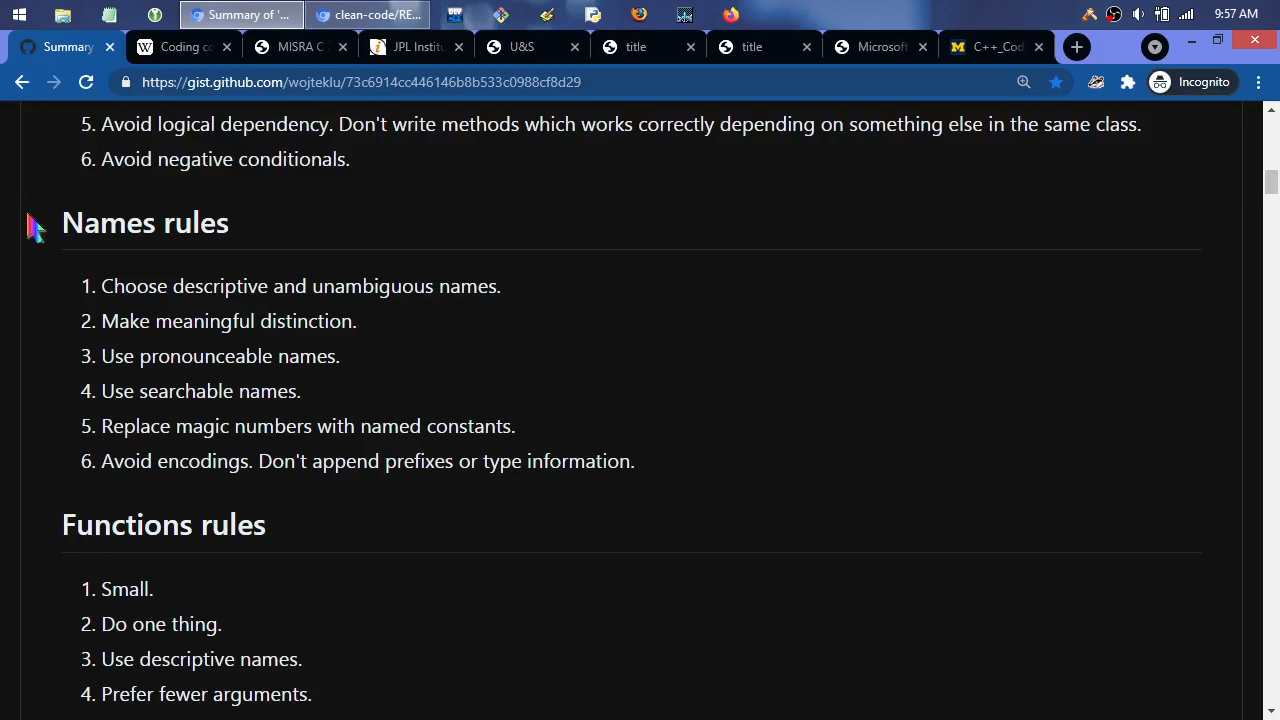 Summary of '...
clean-code/RE...
9:57 AM
Summary
Coding co
MISRA C
JPL Institu
U&S
title
title
Microsoft
C++_Cod
https://gist.github.com/wojteklu/73c6914cc446146b8b533c0988cf8d29
Incognito
5. Avoid logical dependency. Don't write methods which works correctly depending on something else in the same class.
6. Avoid negative conditionals.
Names rules
1. Choose descriptive and unambiguous names.
2. Make meaningful distinction.
3. Use pronounceable names.
4. Use searchable names.
5. Replace magic numbers with named constants.
6. Avoid encodings. Don't append prefixes or type information.
Functions rules
1. Small.
2. Do one thing.
3. Use descriptive names.
4. Prefer fewer arguments.